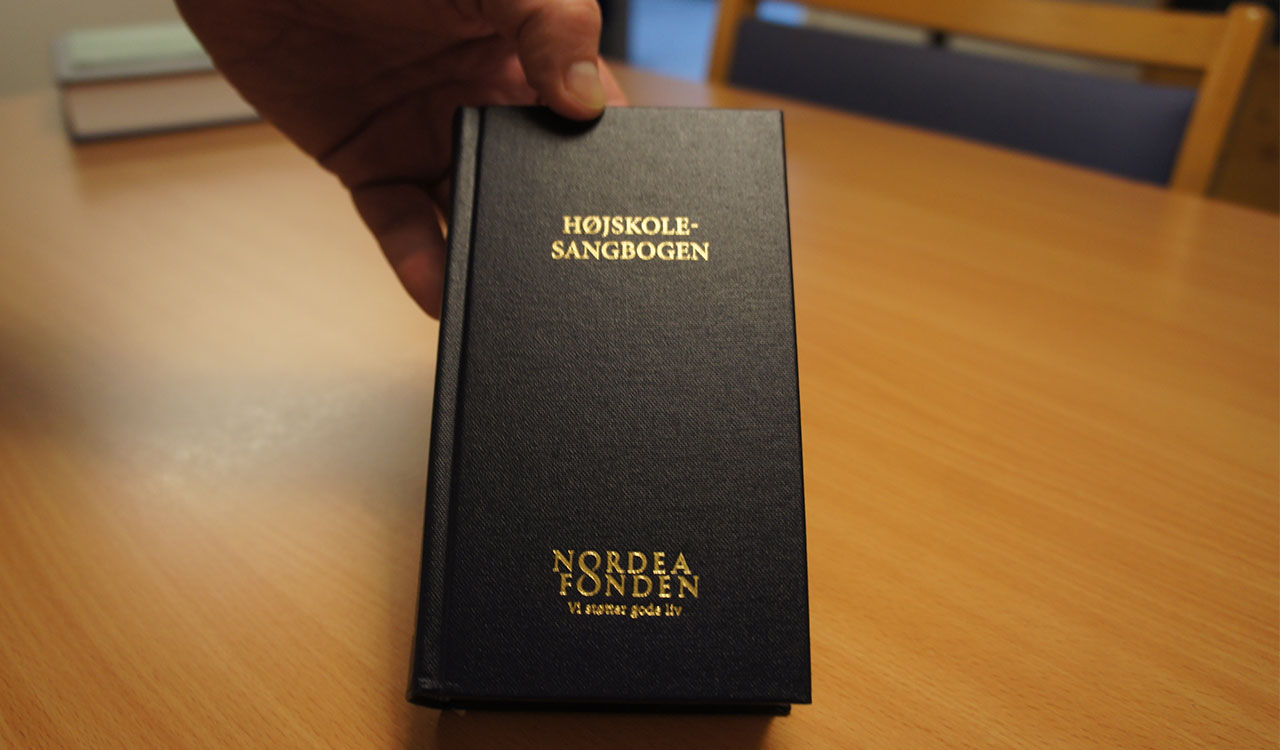 HØJSKOLE-
SANGBOGEN
NORDEA
FONDEN
Vi støtter gode liv